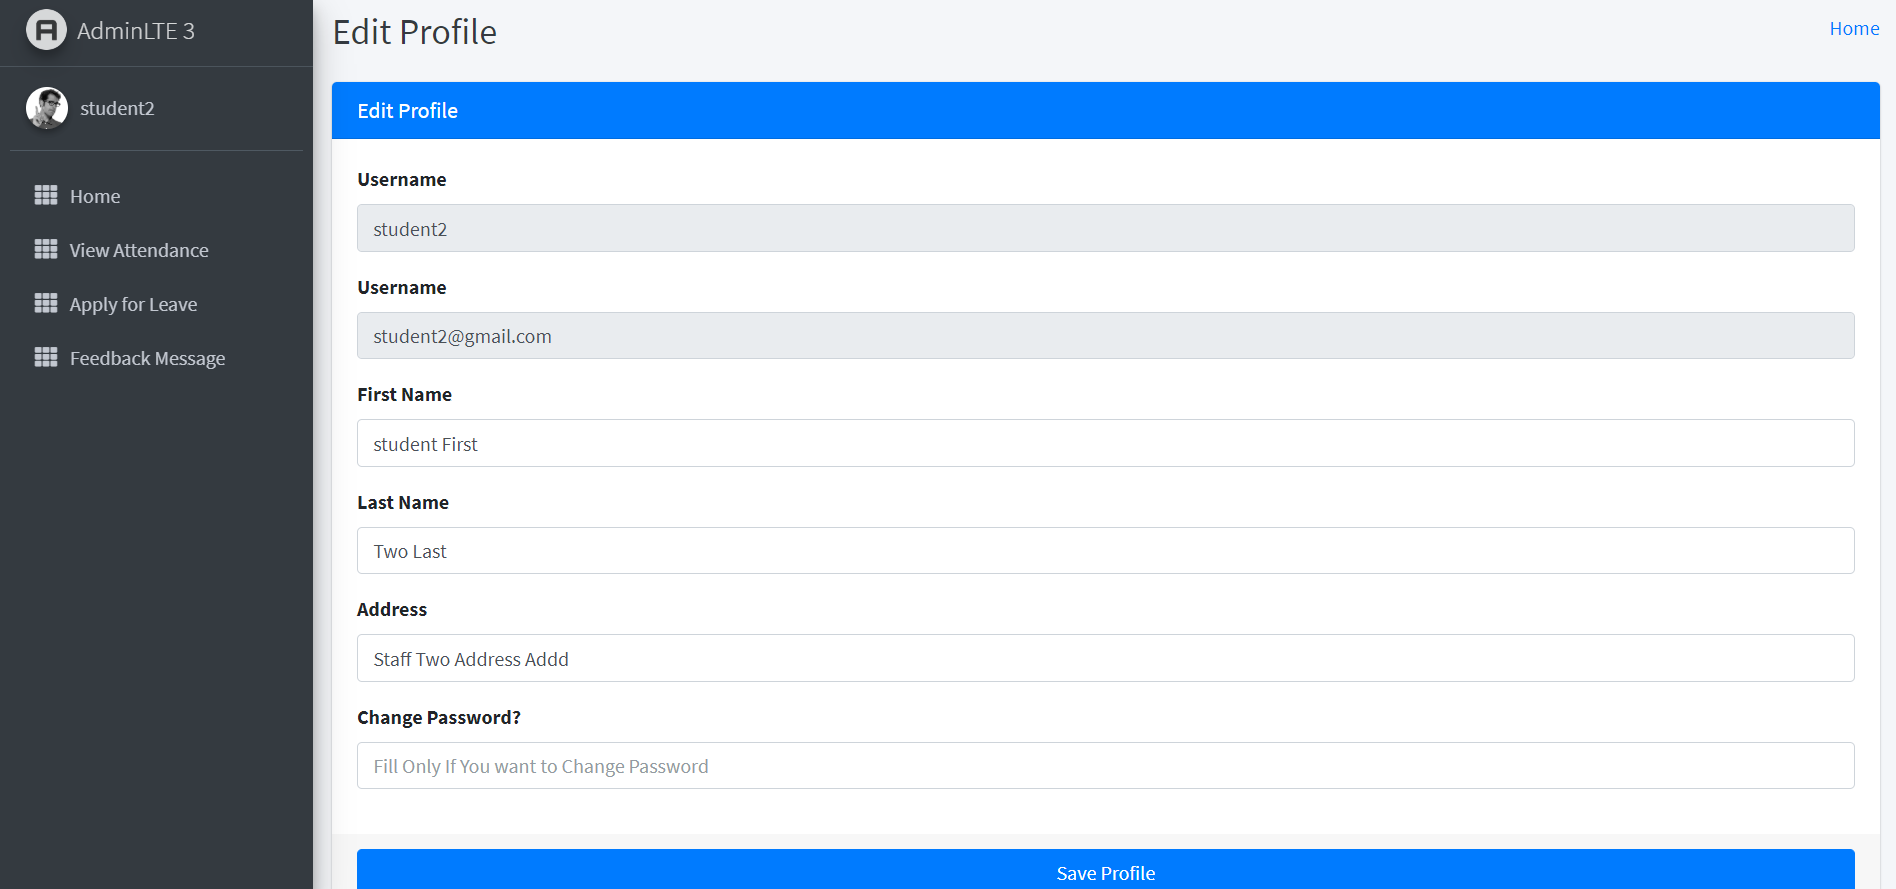 AdminLTE 3
student2
Home
View Attendance
Apply for Leave
Feedback Message
Edit Profile
Home
Edit Profile
Username
student2
Username
student2@gmail.com
First Name
student First
Last Name
Two Last
Address
Staff Two Address Addd
Change Password?
Fill Only If You want to Change Password
Save Profile